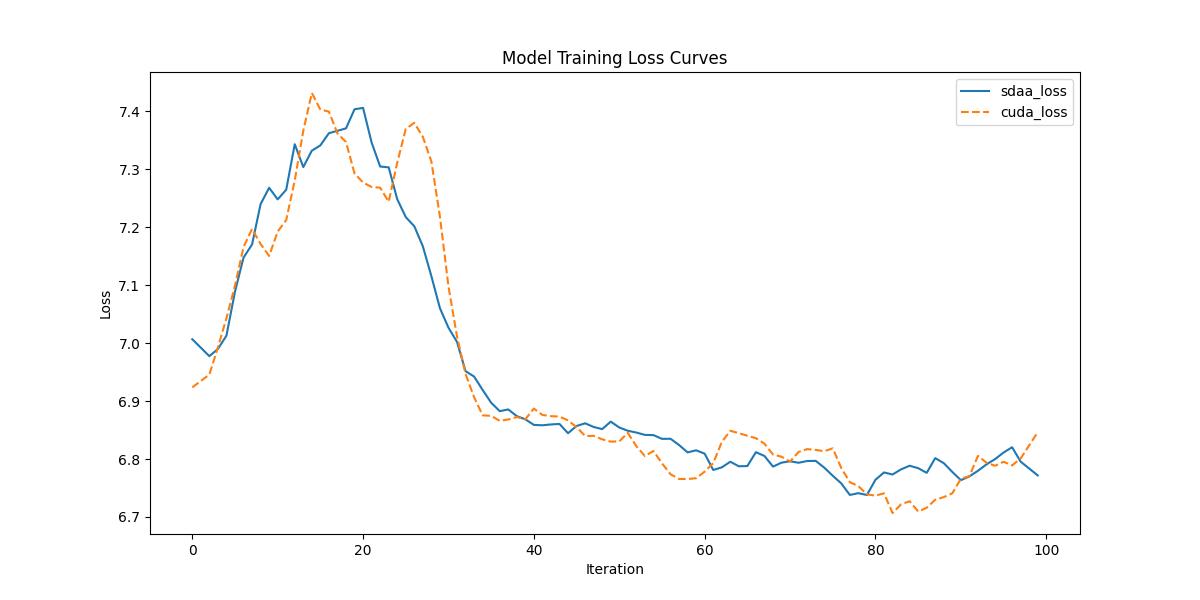 Model Training Loss Curves
sdaa_loss
cuda_loss
Loss
7.4
7.3
7.2
7.1
7.0
6.9
6.8
6.7
0 20 40 60 80 100
Iteration